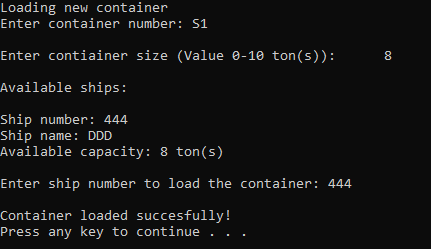 Loading new container
Enter container number: S1
Enter contiainer size (Value 0-10 ton(s)):      8
Available ships:
Ship number: 444
Ship name: DDD
Available capacity: 8 ton(s)
Enter ship number to load the container: 444
Container loaded succesfully!
Press any key to continue . . .